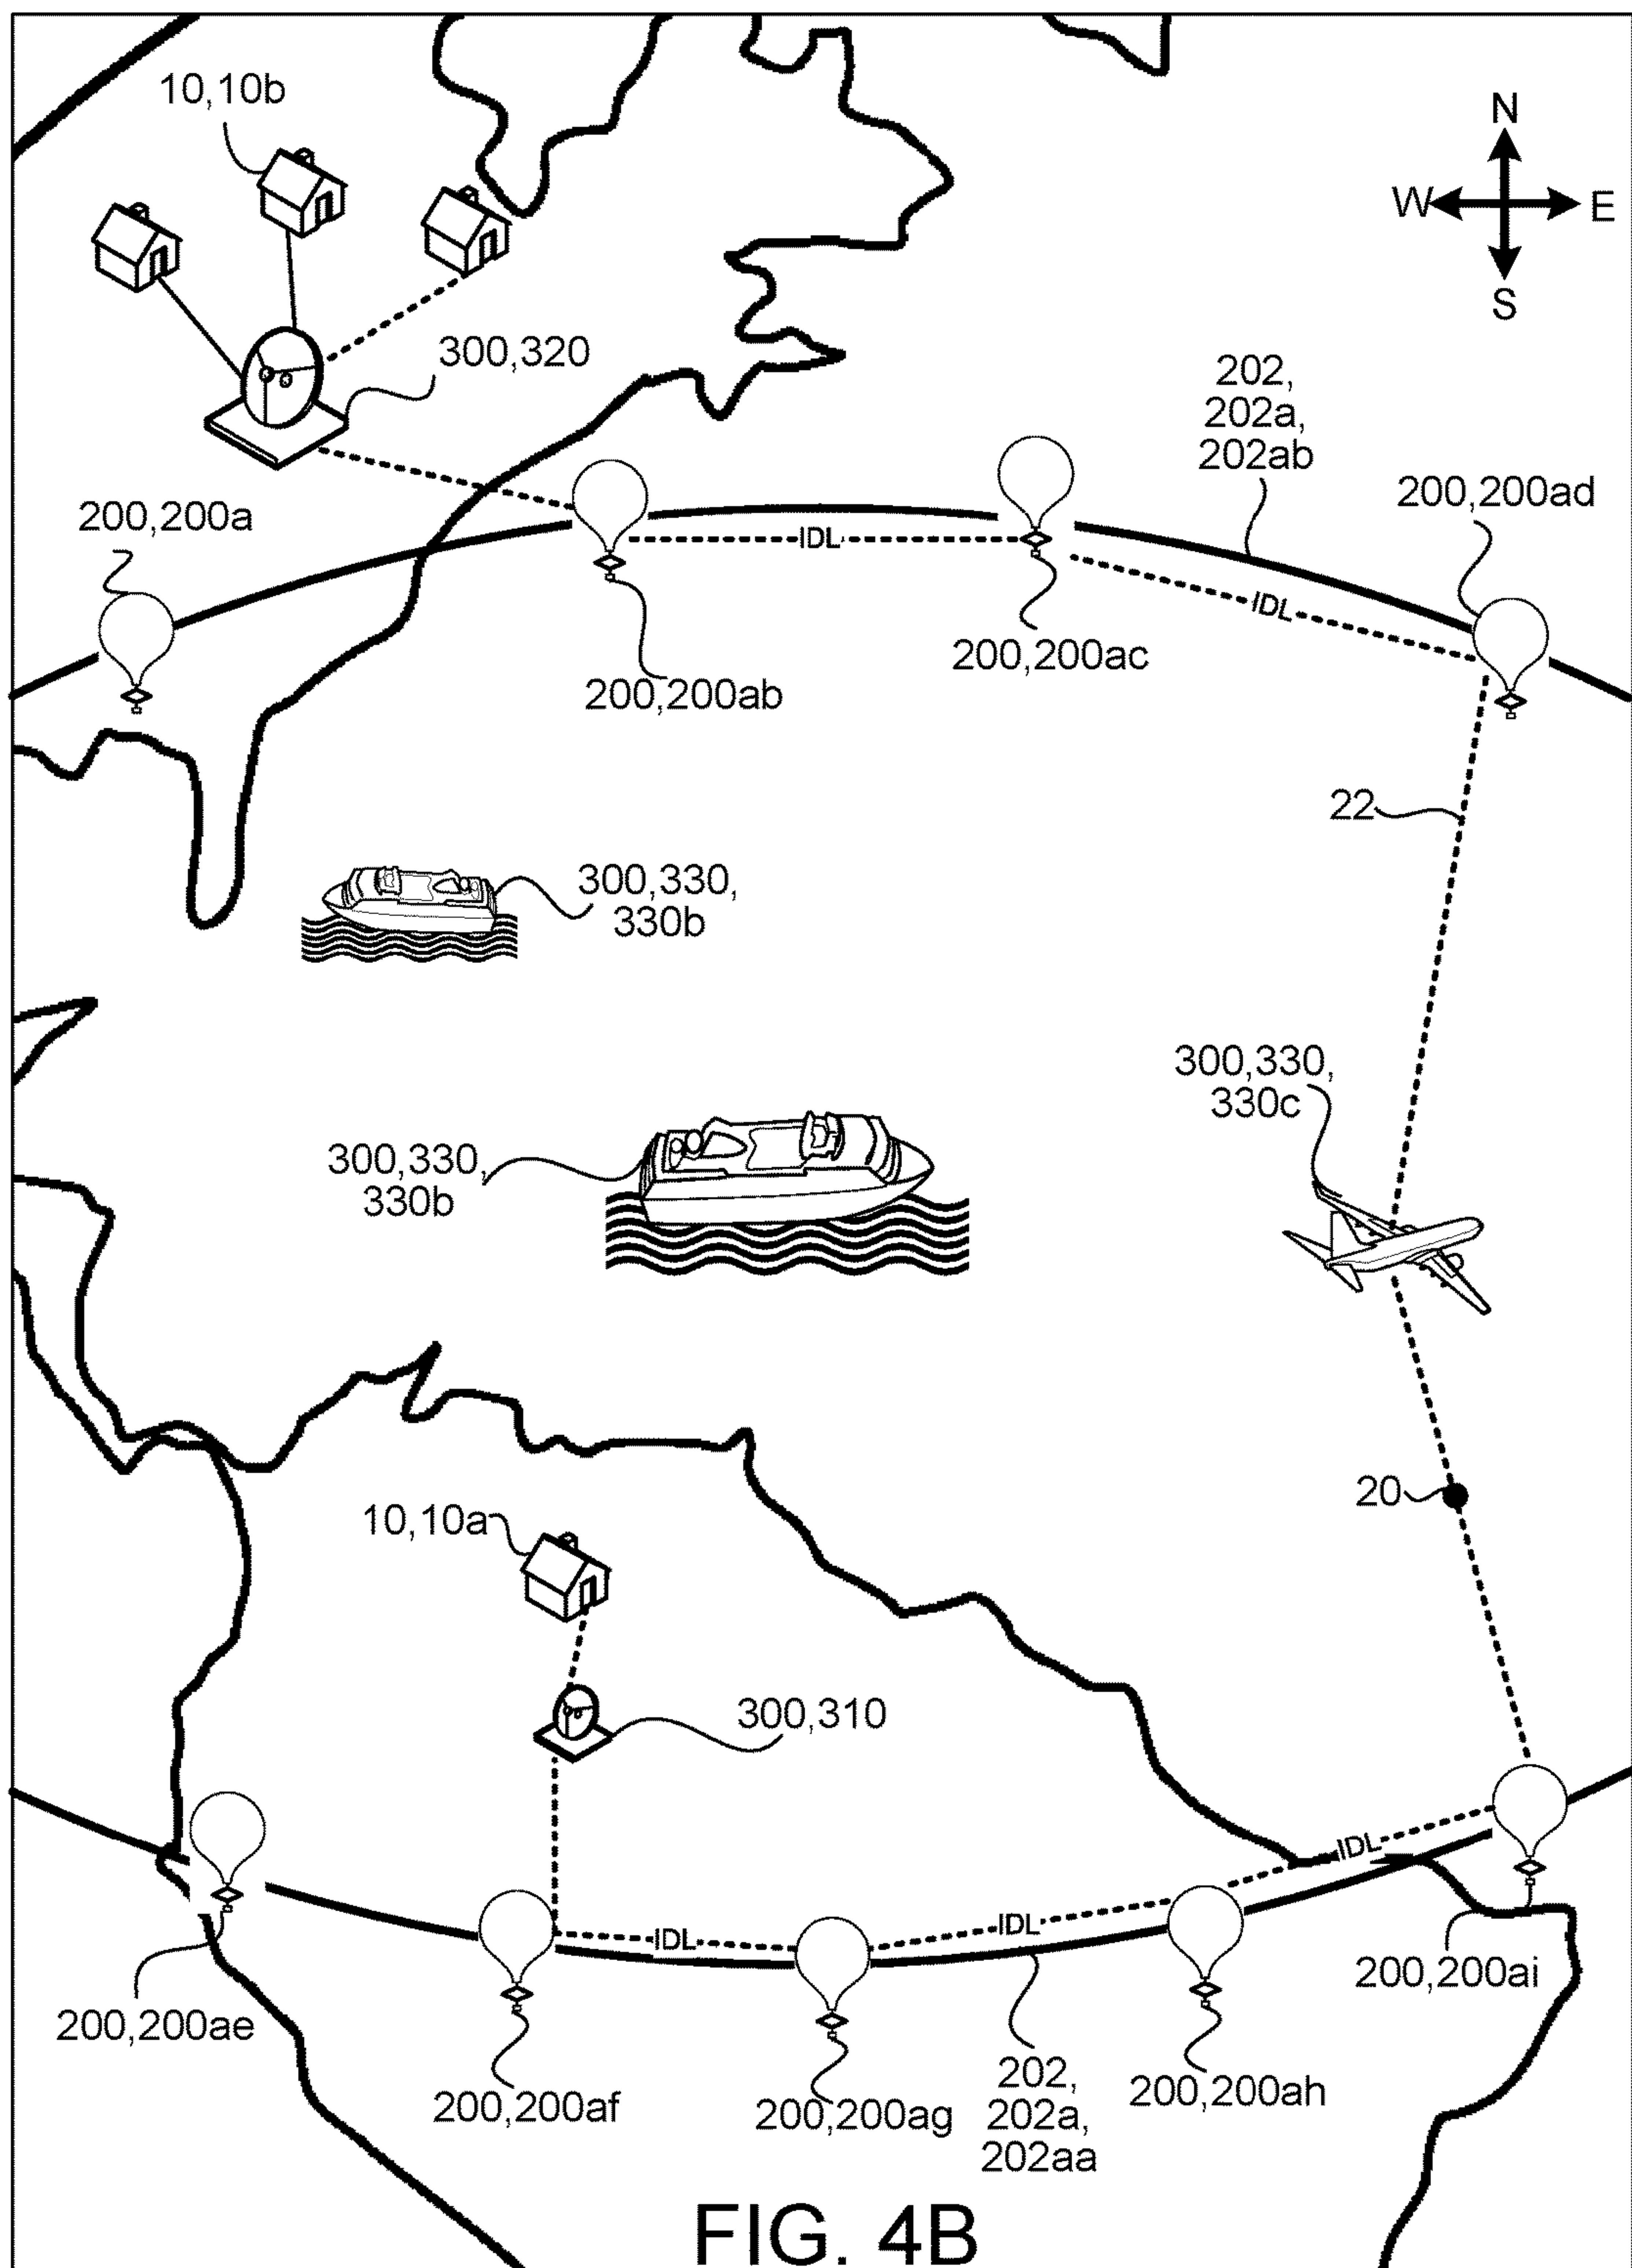 10,10b
N
W
E
S
300,320
202,
202a,
202ab
200,200ad
200,200a
IDL
IDL
200,200ac
200,200ab
22
300,330,
330b
300,330,
330c
300,330,
330b
20
10,10a
300,310
IDL
IDL
IDL
200,200ai
200,200ae
200,200af
200,200ag
202,
202a,
202aa
200,200ah
FIG. 4B